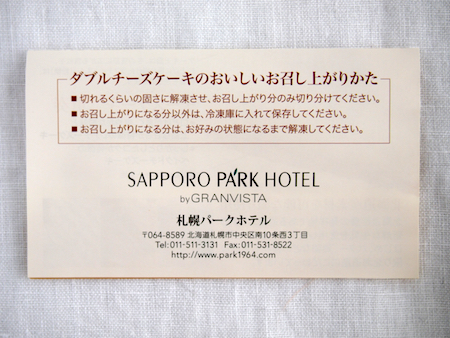 ダブルチーズケーキのおいしいお召し上がりかた
■ 切れるくらいの固さに解凍させ、お召し上がり分のみ切り分けてください。
■ お召し上がりになる分以外は、冷凍庫に入れて保存してください。
■ お召し上がりになる分は、お好みの状態になるまで解凍してください。
SAPPORO PARK HOTEL
by GRANVISTA
札幌パークホテル
〒064-8589 北海道札幌市中央区南10条西3丁目
Tel:011-511-3131 Fax:011-531-8522
http://www.park1964.com